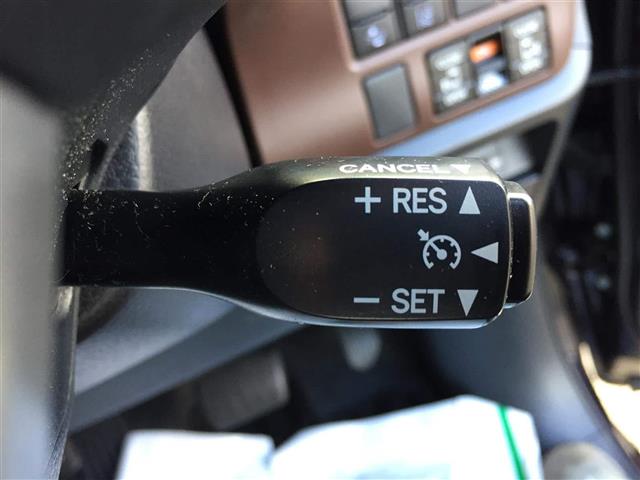 CANCEL ▼
+ RES ▲
◀
− SET ▼